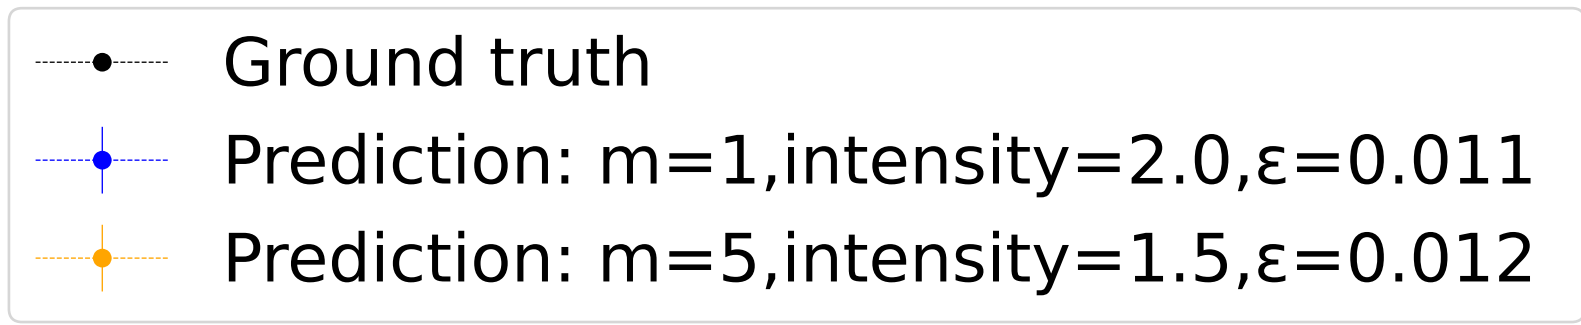 Ground truth
Prediction: m=1,intensity=2.0,ε=0.011
Prediction: m=5,intensity=1.5,ε=0.012